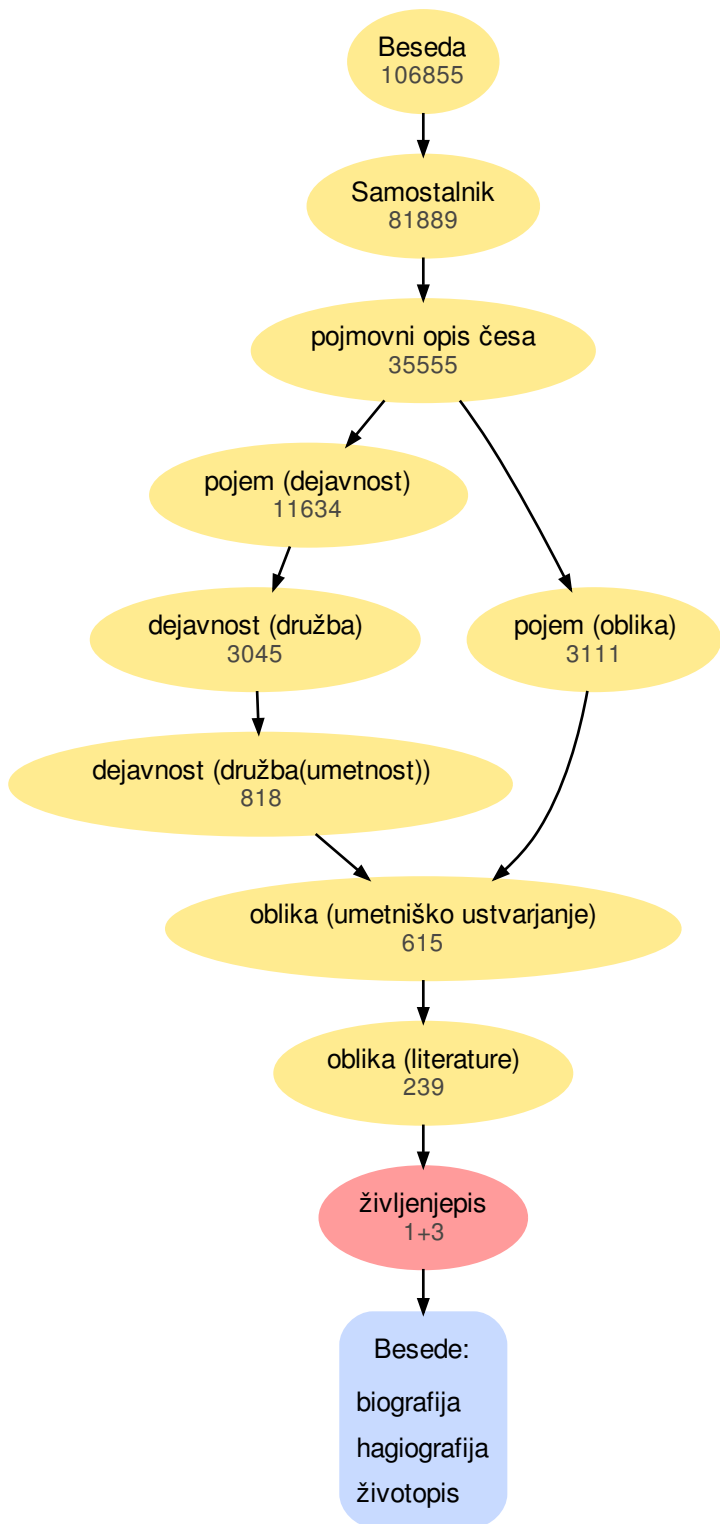 Beseda
106855
Samostalnik
81889
pojmovni opis česa
35555
pojem (dejavnost)
11634
dejavnost (družba)
3045
pojem (oblika)
3111
dejavnost (družba(umetnost))
818
oblika (umetniško ustvarjanje)
615
oblika (literature)
239
življenjepis
1+3
Besede:
biografija
hagiografija
životopis